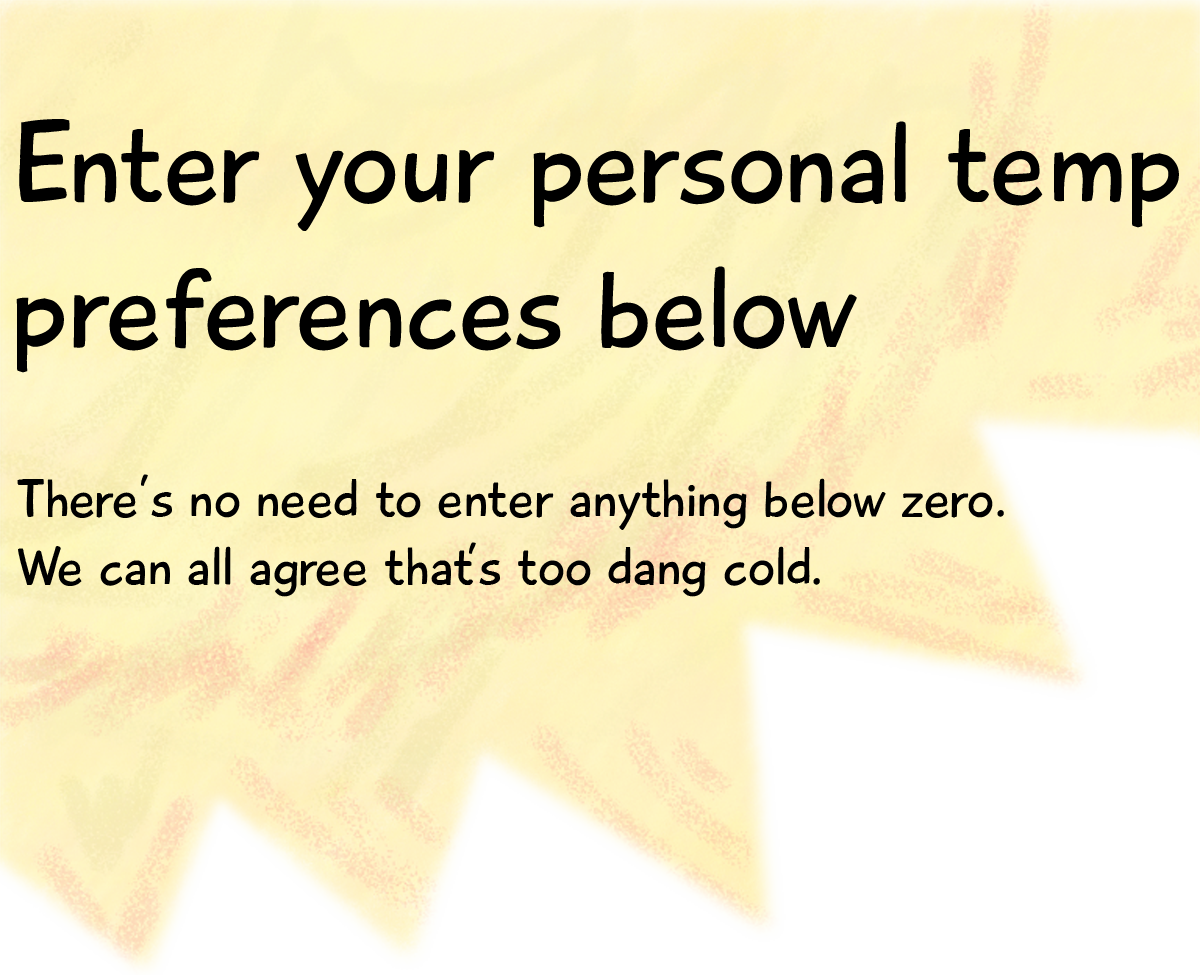 Enter your personal temp
preferences below
There's no need to enter anything below zero.
We can all agree that's too dang cold.